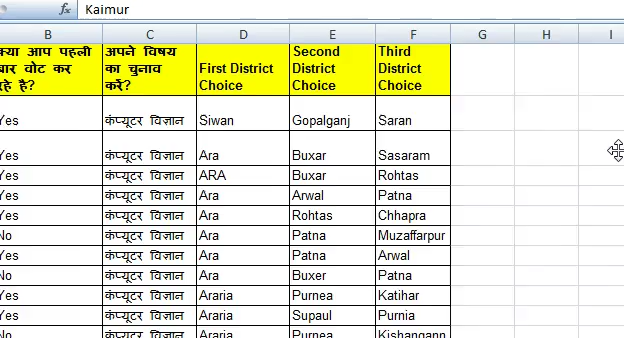 fx Kaimur
B C D E F G H I
क्या आप पहली बार वोट कर रहे है? अपने विषय का चुनाव करें? First District Choice Second District Choice Third District Choice
Yes कंप्यूटर विज्ञान Siwan Gopalganj Saran
Yes कंप्यूटर विज्ञान Ara Buxar Sasaram
Yes कंप्यूटर विज्ञान ARA Buxar Rohtas
Yes कंप्यूटर विज्ञान Ara Arwal Patna
Yes कंप्यूटर विज्ञान Ara Rohtas Chhapra
No कंप्यूटर विज्ञान Ara Patna Muzaffarpur
Yes कंप्यूटर विज्ञान Ara Patna Arwal
No कंप्यूटर विज्ञान Ara Buxer Patna
Yes कंप्यूटर विज्ञान Araria Purnea Katihar
Yes कंप्यूटर विज्ञान Araria Supaul Purnia
No कंप्यूटर विज्ञान Araria Purnea Kishanganj